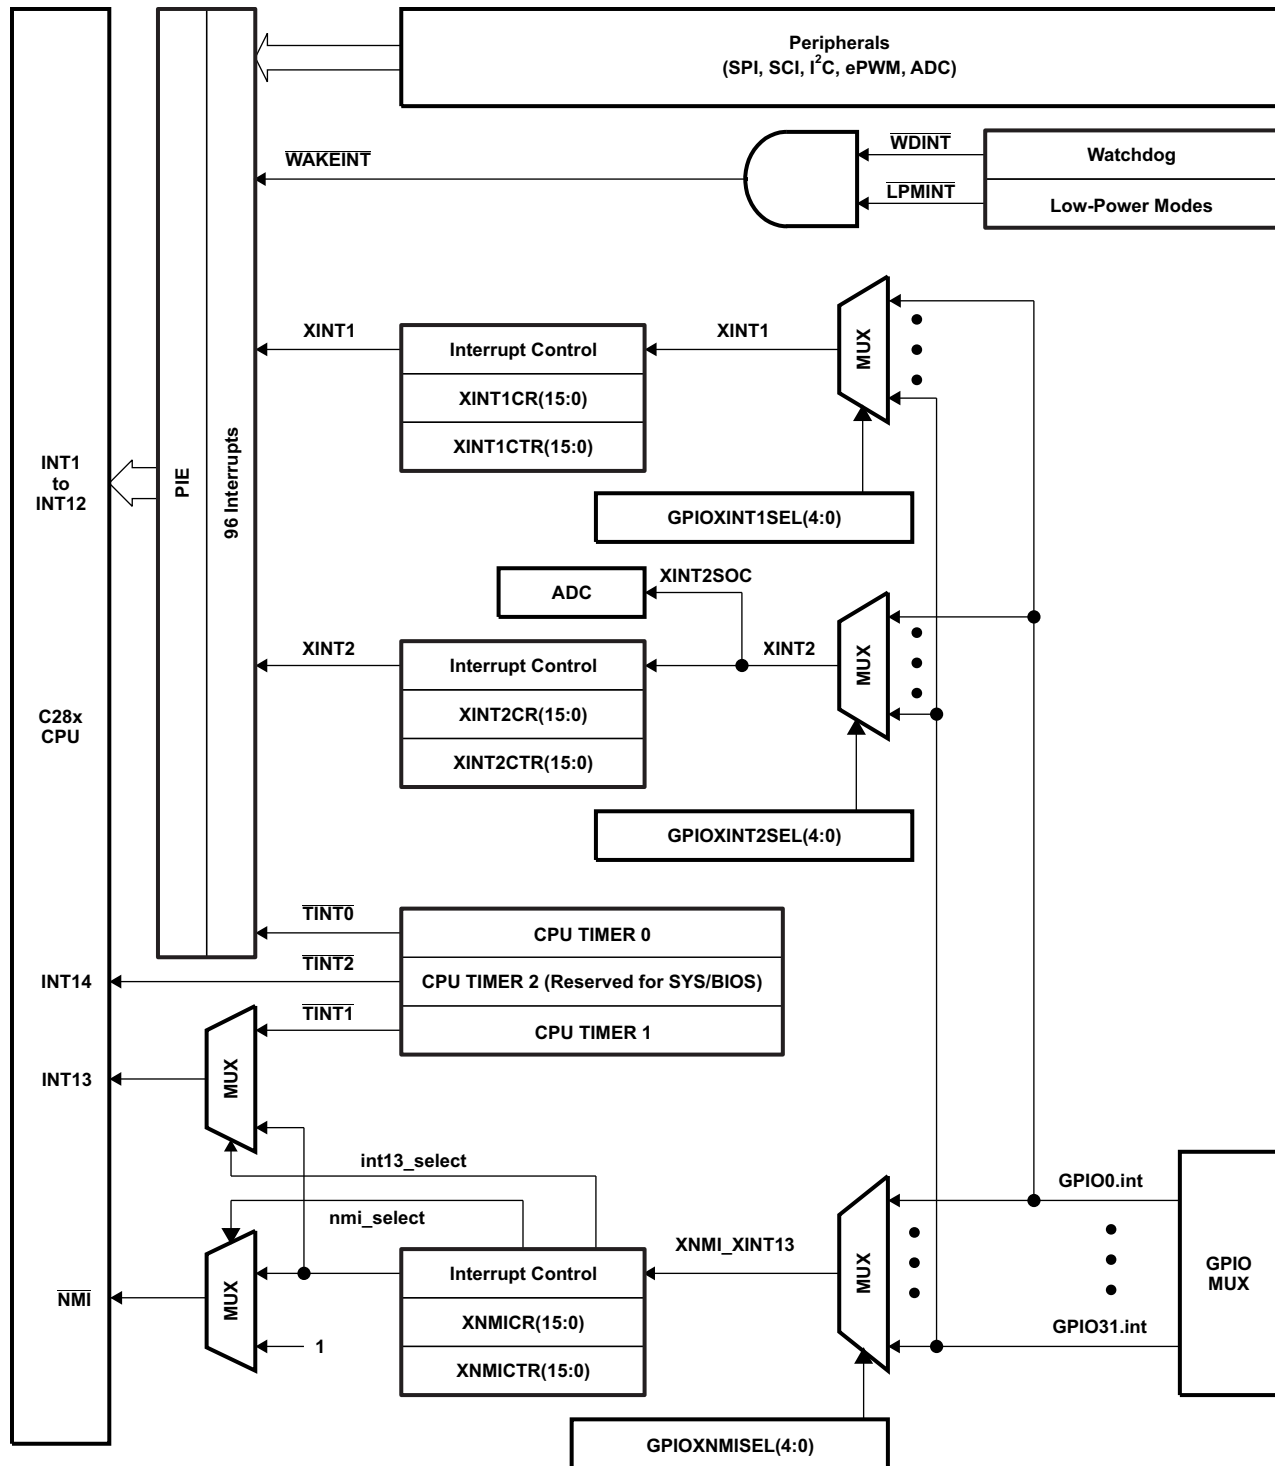 Peripherals
(SPI, SCI, I²C, ePWM, ADC)
WDINT
Watchdog
WAKEINT
LPMINT
Low-Power Modes
XINT1
Interrupt Control
XINT1
MUX
XINT1CR(15:0)
XINT1CTR(15:0)
INT1
to
INT12
PIE
96 Interrupts
GPIOXINT1SEL(4:0)
ADC
XINT2SOC
XINT2
Interrupt Control
XINT2
MUX
XINT2CR(15:0)
C28x
CPU
XINT2CTR(15:0)
GPIOXINT2SEL(4:0)
TINT0
CPU TIMER 0
INT14
TINT2
CPU TIMER 2 (Reserved for SYS/BIOS)
TINT1
CPU TIMER 1
INT13
MUX
int13_select
nmi_select
GPIO0.int
XNMI_XINT13
MUX
GPIO
MUX
Interrupt Control
NMI
MUX
XNMICR(15:0)
GPIO31.int
1
XNMICTR(15:0)
GPIOXNMISEL(4:0)